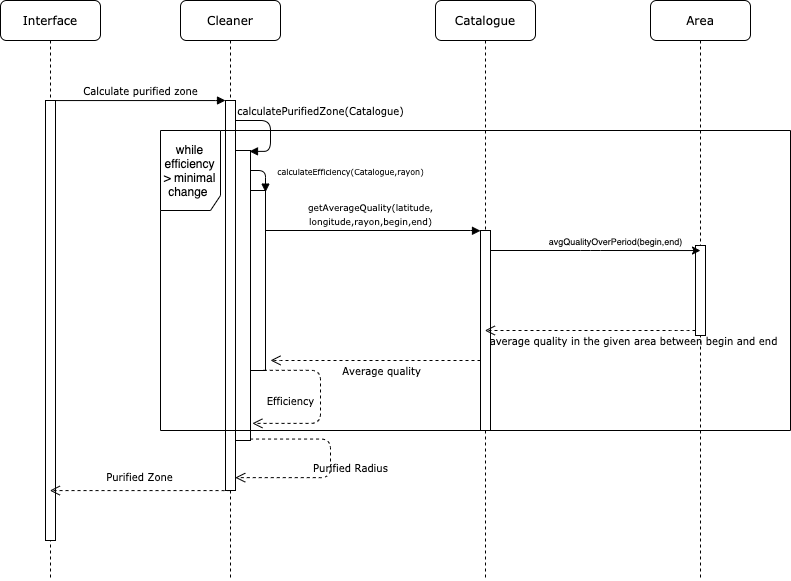 Interface
Cleaner
Catalogue
Area
Calculate purified zone
calculatePurifiedZone(Catalogue)
while
efficiency
> minimal
change
calculateEfficiency(Catalogue,rayon)
getAverageQuality(latitude,
longitude,rayon,begin,end)
avgQualityOverPeriod(begin,end)
average quality in the given area between begin and end
Average quality
Efficiency
Purified Radius
Purified Zone